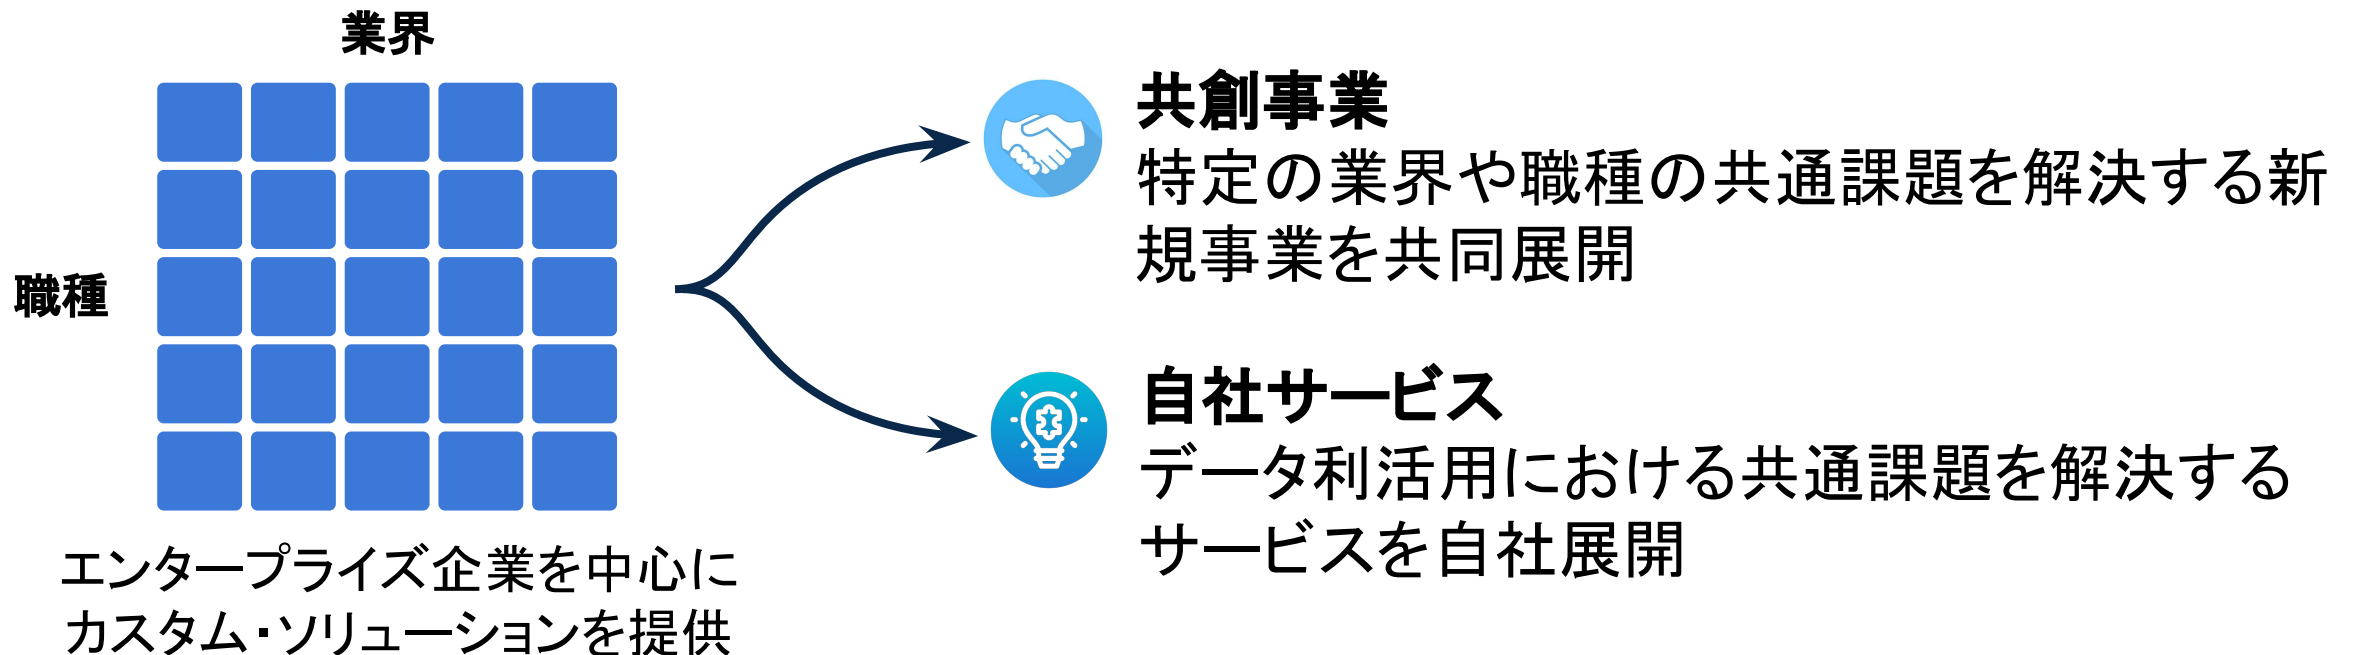 業界
職種
エンタープライズ企業を中心に
カスタム・ソリューションを提供
共創事業
特定の業界や職種の共通課題を解決する新
規事業を共同展開
自社サービス
データ利活用における共通課題を解決する
サービスを自社展開